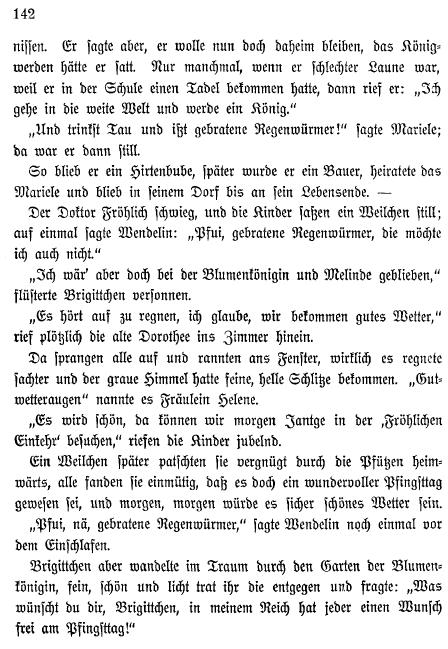 142
nissen. Er sagte aber, er wolle nun doch daheim bleiben, das König-
werden hätte er satt. Nur manchmal, wenn er schlechter Laune war,
weil er in der Schule einen Tadel bekommen hatte, dann rief er: „Ich
gehe in die weite Welt und werde ein König.“
„Und trinkst Tau und ißt gebratene Regenwürmer!“ sagte Mariele;
da war er dann still.
So blieb er ein Hirtenbube, später wurde er ein Bauer, heiratete das
Mariele und blieb in seinem Dorf bis an sein Lebensende. —
Der Doktor Fröhlich schwieg, und die Kinder saßen ein Weilchen still;
auf einmal sagte Wendelin: „Pfui, gebratene Regenwürmer, die möchte
ich auch nicht.“
„Ich wär’ aber doch bei der Blumenkönigin und Melinde geblieben,“
flüsterte Brigittchen versonnen.
„Es hört auf zu regnen, ich glaube, wir bekommen gutes Wetter,“
rief plötzlich die alte Dorothee ins Zimmer hinein.
Da sprangen alle auf und rannten ans Fenster, wirklich es regnete
sachter und der graue Himmel hatte feine, helle Schlitze bekommen. „Gut-
wetteraugen“ nannte es Fräulein Helene.
„Es wird schön, da können wir morgen Jantge in der ‚Fröhlichen
Einkehr‘ besuchen,“ riefen die Kinder jubelnd.
Ein Weilchen später patschten sie vergnügt durch die Pfützen heim-
wärts, alle fanden sie einmütig, daß es doch ein wundervoller Pfingsttag
gewesen sei, und morgen, morgen würde es sicher schönes Wetter sein.
„Pfui, nä, gebratene Regenwürmer,“ sagte Wendelin noch einmal vor
dem Einschlafen.
Brigittchen aber wandelte im Traum durch den Garten der Blumen-
königin, fein, schön und licht trat ihr die entgegen und fragte: „Was
wünscht du dir, Brigittchen, in meinem Reich hat jeder einen Wunsch
frei am Pfingsttag!“